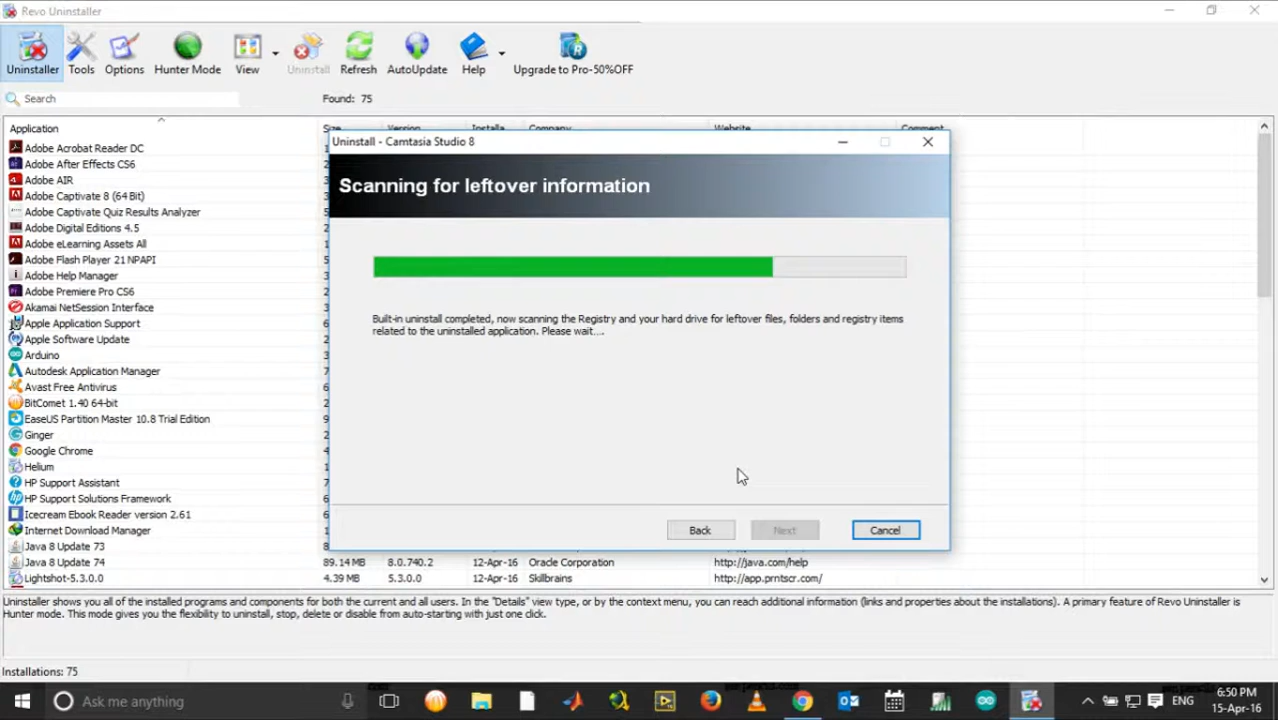 Revo Uninstaller
Uninstaller Tools Options Hunter Mode View Uninstall Refresh AutoUpdate Help Upgrade to Pro-50%OFF
Search Found: 75
Application Size Version Installa Company Website Comment
Uninstall - Camtasia Studio 8
Scanning for leftover information
Built-in uninstall completed, now scanning the Registry and your hard drive for leftover files, folders and registry items
related to the uninstalled application. Please wait....
Back Next Cancel
Adobe Acrobat Reader DC
Adobe After Effects CS6
Adobe AIR
Adobe Captivate 8 (64 Bit)
Adobe Captivate Quiz Results Analyzer
Adobe Digital Editions 4.5
Adobe eLearning Assets All
Adobe Flash Player 21 NPAPI
Adobe Help Manager
Adobe Premiere Pro CS6
Akamai NetSession Interface
Apple Application Support
Apple Software Update
Arduino
Autodesk Application Manager
Avast Free Antivirus
BitComet 1.40 64-bit
EaseUS Partition Master 10.8 Trial Edition
Ginger
Google Chrome
Helium
HP Support Assistant
HP Support Solutions Framework
Icecream Ebook Reader version 2.61
Internet Download Manager
Java 8 Update 73
Java 8 Update 74 89.14 MB 8.0.740.2 12-Apr-16 Oracle Corporation http://java.com/help
Lightshot-5.3.0.0 4.39 MB 5.3.0.0 12-Apr-16 Skillbrains http://app.prntscr.com/
Uninstaller shows you all of the installed programs and components for both the current and all users. In the "Details" view type, or by the context menu, you can reach additional information (links and properties about the installations). A primary feature of Revo Uninstaller is
Hunter mode. This mode gives you the flexibility to uninstall, stop, delete or disable from auto-starting with just one click.
Installations: 75
Ask me anything
ENG
6:50 PM
15-Apr-16